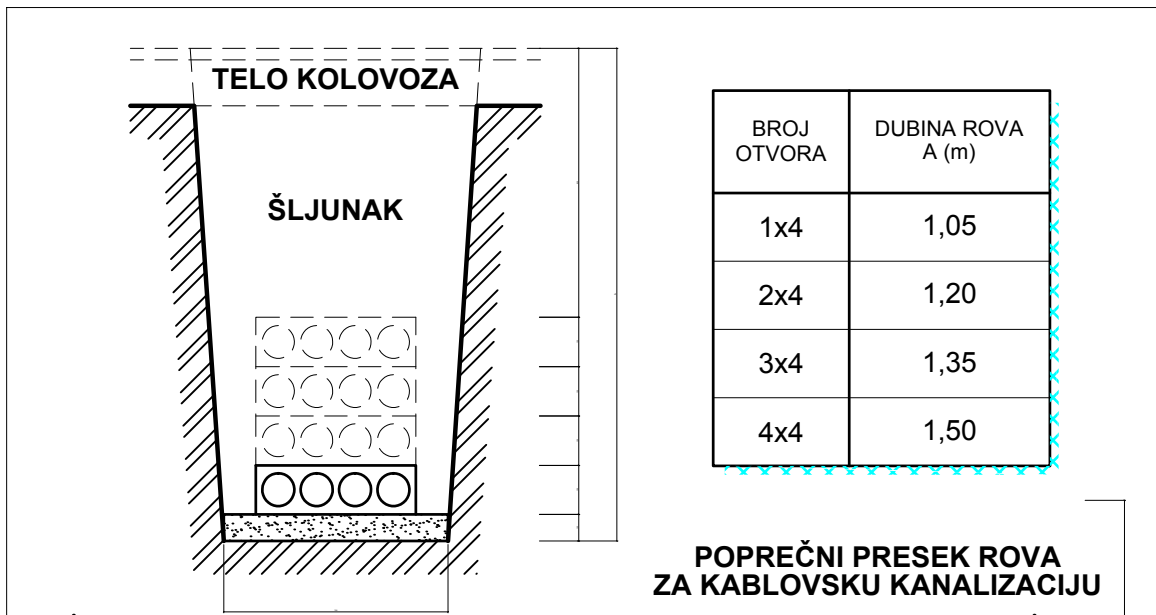 TELO KOLOVOZA
ŠLJUNAK
BROJ
OTVORA
DUBINA ROVA
A (m)
1x4
1,05
2x4
1,20
3x4
1,35
4x4
1,50
POPREČNI PRESEK ROVA
ZA KABLOVSKU KANALIZACIJU